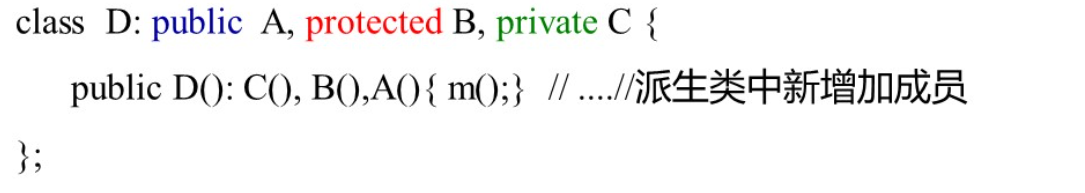 class D: public A, protected B, private C {
public D(): C(), B(),A(){ m();} // ....//派生类中新增加成员
};